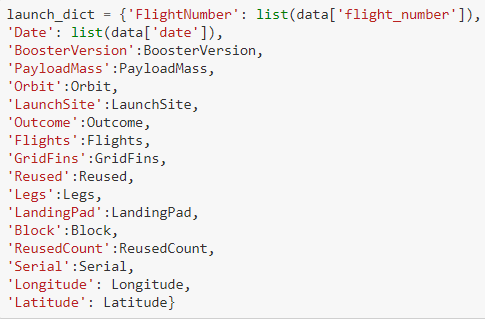 launch_dict = {'FlightNumber': list(data['flight_number']),
'Date': list(data['date']),
'BoosterVersion':BoosterVersion,
'PayloadMass':PayloadMass,
'Orbit':Orbit,
'LaunchSite':LaunchSite,
'Outcome':Outcome,
'Flights':Flights,
'GridFins':GridFins,
'Reused':Reused,
'Legs':Legs,
'LandingPad':LandingPad,
'Block':Block,
'ReusedCount':ReusedCount,
'Serial':Serial,
'Longitude': Longitude,
'Latitude': Latitude}